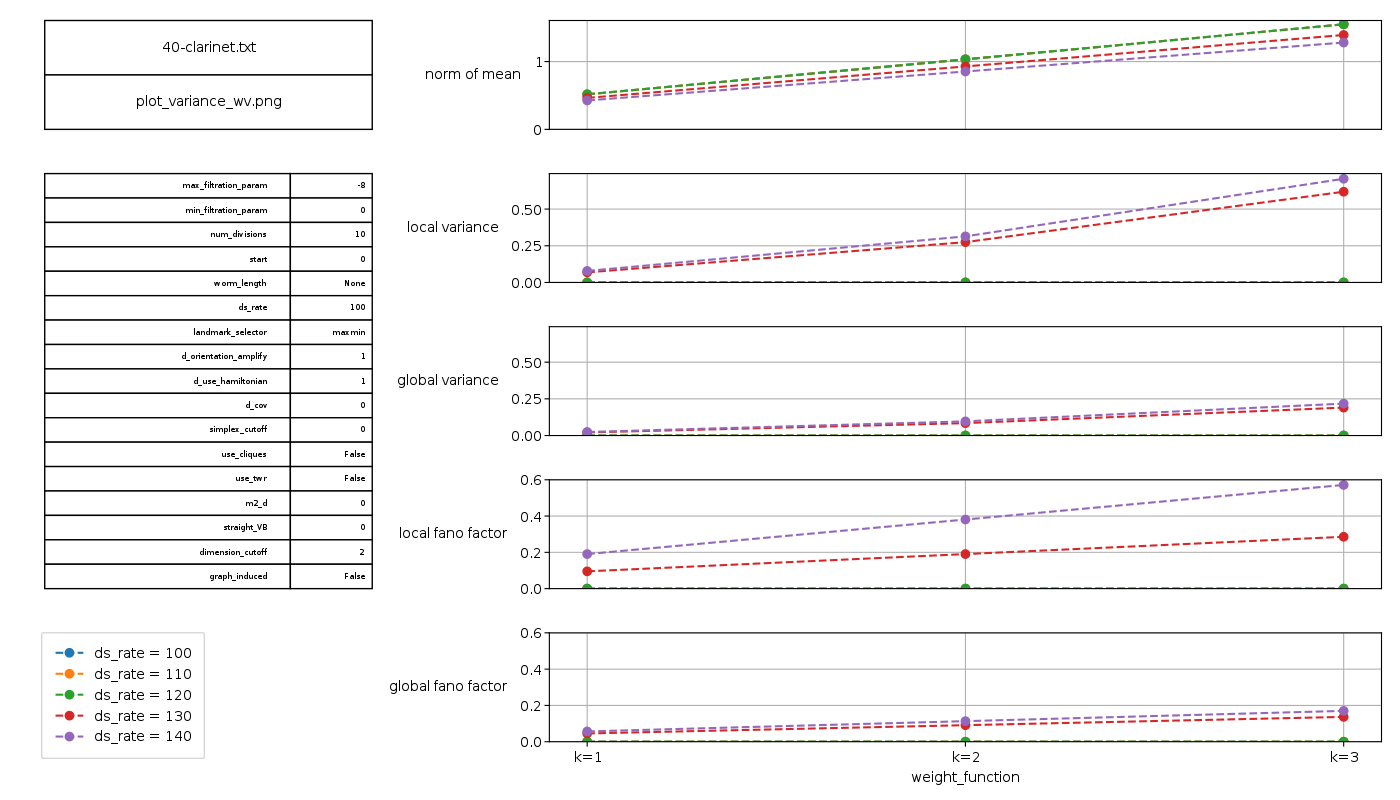 40-clarinet.txt
plot_variance_wv.png
max_filtration_param -8
min_filtration_param 0
num_divisions 10
start 0
worm_length None
ds_rate 100
landmark_selector maxmin
d_orientation_amplify 1
d_use_hamiltonian 1
d_cov 0
simplex_cutoff 0
use_cliques False
use_twr False
m2_d 0
straight_VB 0
dimension_cutoff 2
graph_induced False
ds_rate = 100
ds_rate = 110
ds_rate = 120
ds_rate = 130
ds_rate = 140
norm of mean
1
0
local variance
0.50
0.25
0.00
global variance
0.50
0.25
0.00
local fano factor
0.6
0.4
0.2
0.0
global fano factor
0.6
0.4
0.2
0.0
k=1 k=2 k=3
weight_function